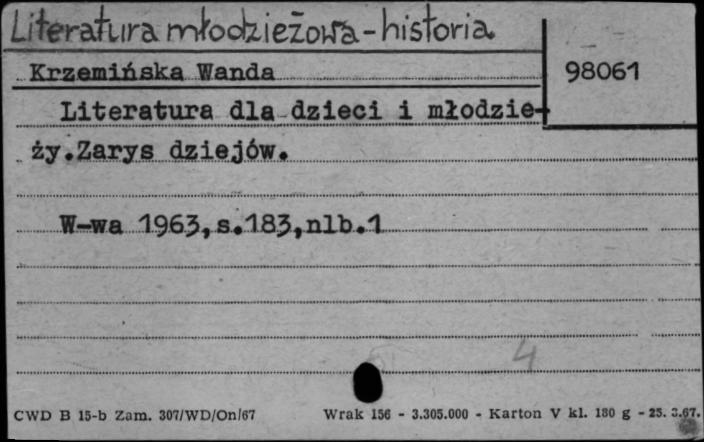 Literatura młodzieżowa - historia
Krzemińska Wanda
98061
Literatura dla dzieci i młodzie-
ży.Zarys dziejów.
W-wa 1963,s.183,nlb.1
4
CWD B 15-b Zam. 307/WD/On/67
Wrak 156 - 3.305.000 - Karton V kl. 180 g - 25. 3.67.